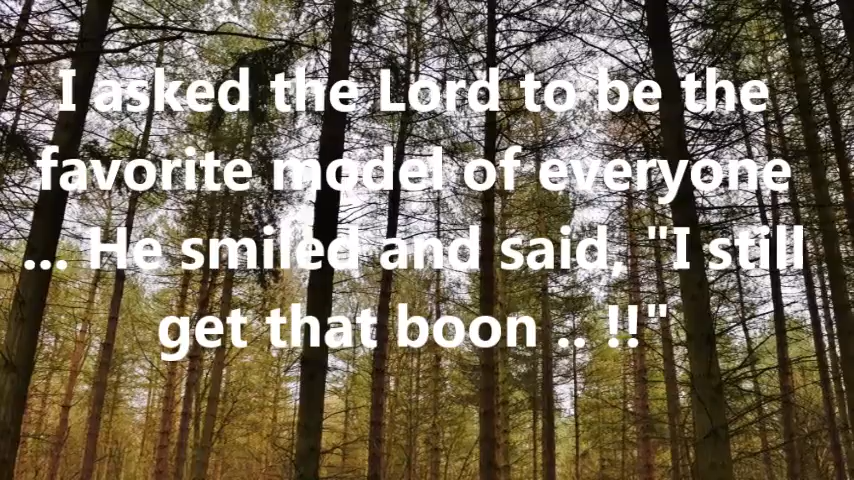 I asked the Lord to be the
favorite model of everyone
... He smiled and said, "I still
get that boon .. !!"